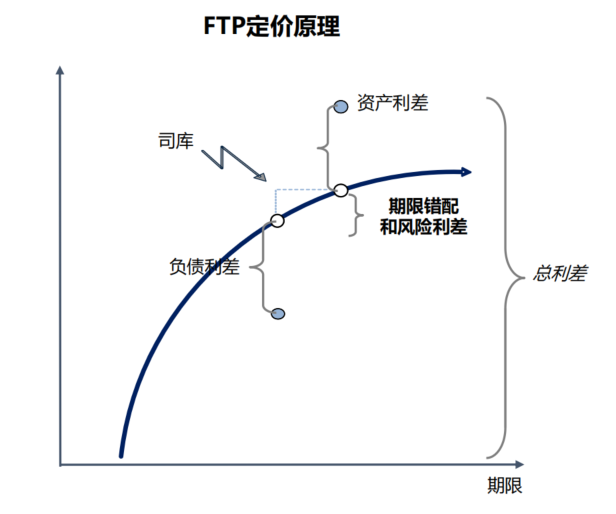 FTP定价原理
资产利差
司库
期限错配
和风险利差
负债利差
总利差
期限